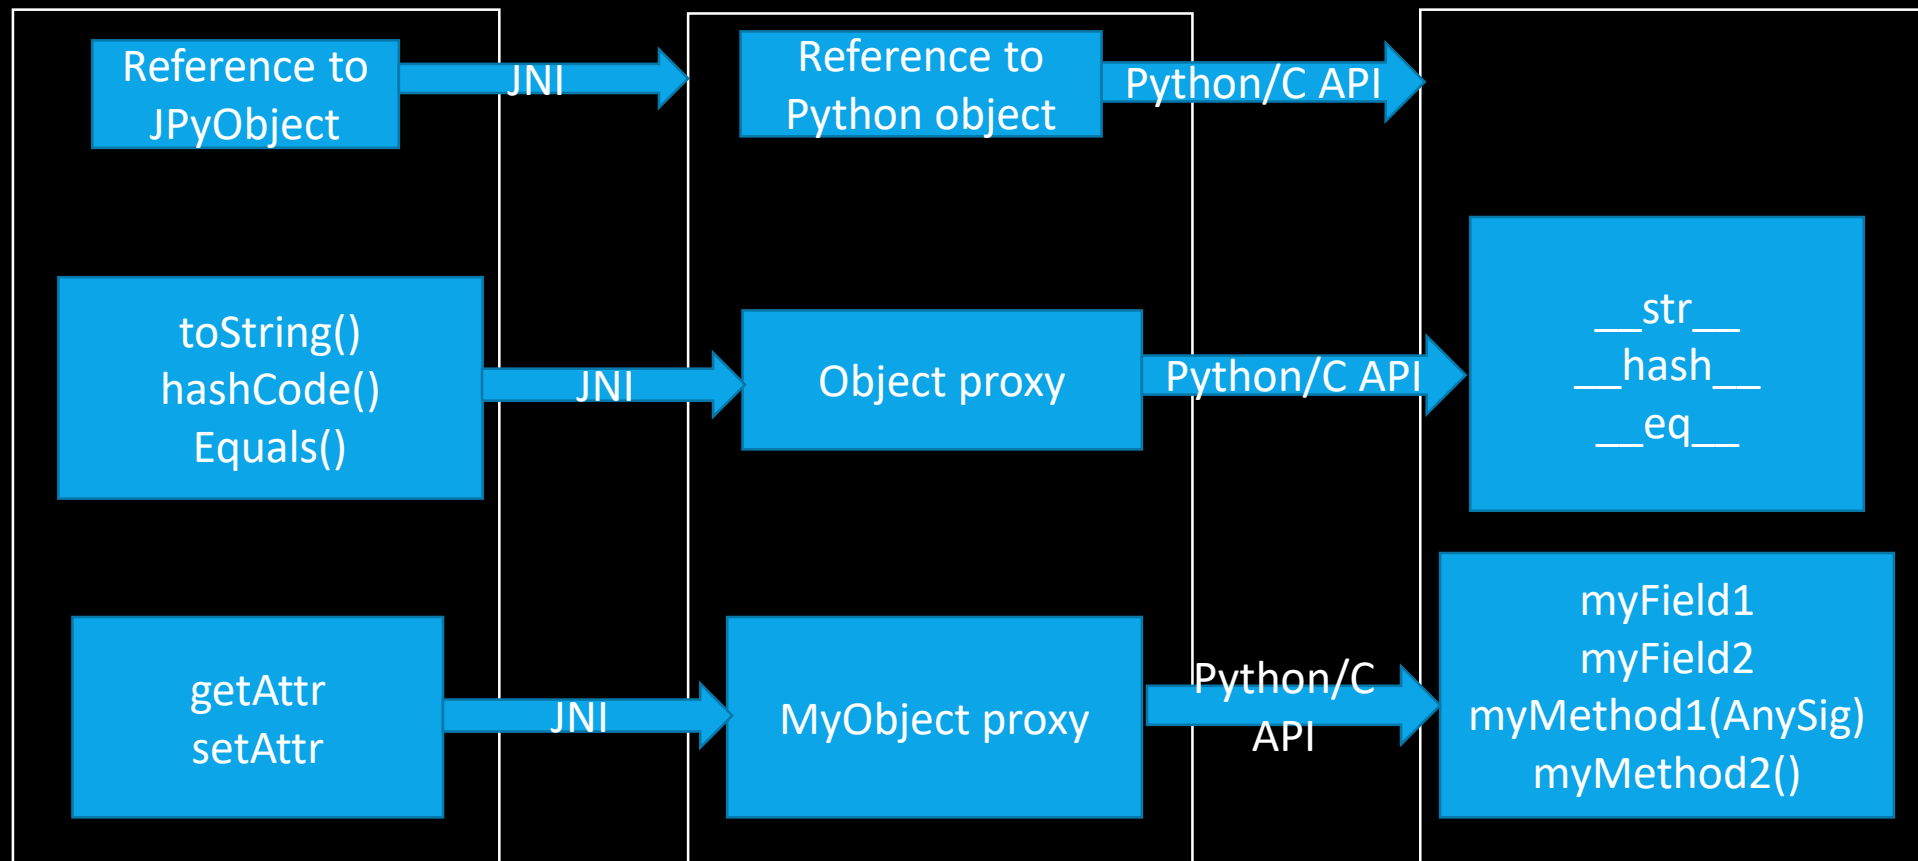 Reference to
JPyObject
JNI
Reference to
Python object
Python/C API
toString()
hashCode()
Equals()
JNI
Object proxy
Python/C API
__str__
__hash__
__eq__
getAttr
setAttr
JNI
MyObject proxy
Python/C
API
myField1
myField2
myMethod1(AnySig)
myMethod2()